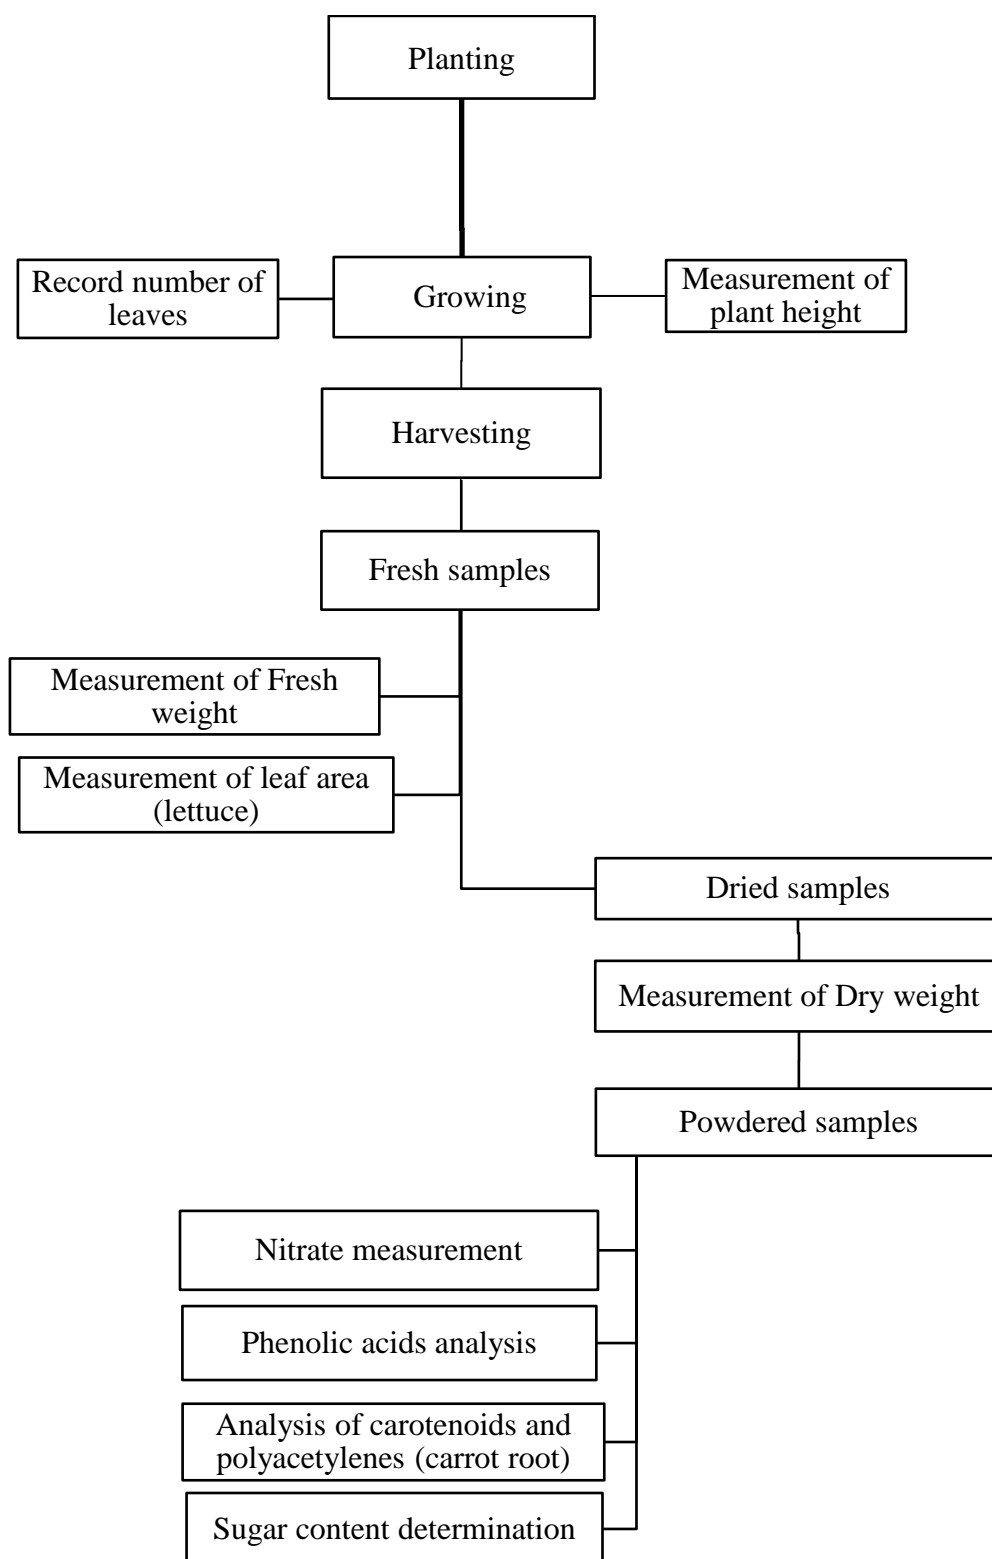 Planting
Record number of
leaves
Growing
Measurement of
plant height
Harvesting
Fresh samples
Measurement of Fresh
weight
Measurement of leaf area
(lettuce)
Dried samples
Measurement of Dry weight
Powdered samples
Nitrate measurement
Phenolic acids analysis
Analysis of carotenoids and
polyacetylenes (carrot root)
Sugar content determination